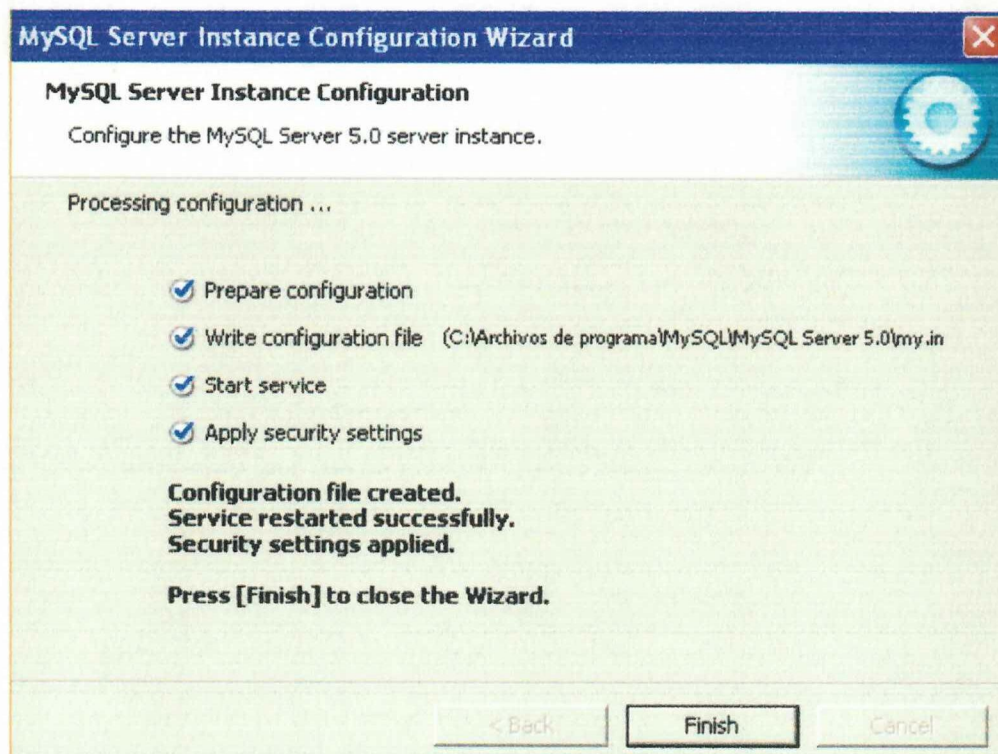 MySQL Server Instance Configuration Wizard
MySQL Server Instance Configuration
Configure the MySQL Server 5.0 server instance.
Processing configuration ...
Prepare configuration
Write configuration file (C:\Archivos de programa\MySQL\MySQL Server 5.0\my.in
Start service
Apply security settings
Configuration file created.
Service restarted successfully.
Security settings applied.
Press [Finish] to close the Wizard.
< Back Finish Cancel